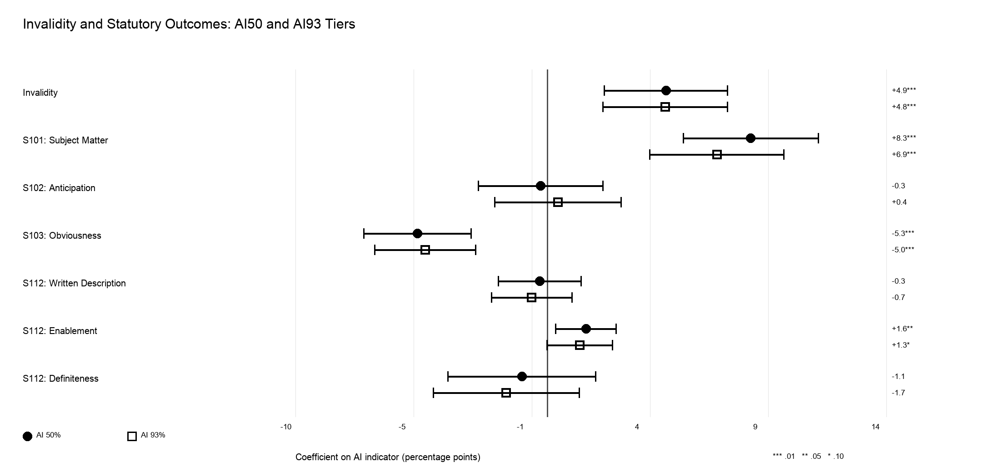 Invalidity and Statutory Outcomes: AI50 and AI93 Tiers
Invalidity
+4.9***
+4.8***
S101: Subject Matter
+8.3***
+6.9***
S102: Anticipation
-0.3
+0.4
S103: Obviousness
-5.3***
-5.0***
S112: Written Description
-0.3
-0.7
S112: Enablement
+1.6**
+1.3*
S112: Definiteness
-1.1
-1.7
-10 -5 -1 4 9 14
AI 50% AI 93%
Coefficient on AI indicator (percentage points)
*** .01 ** .05 * .10